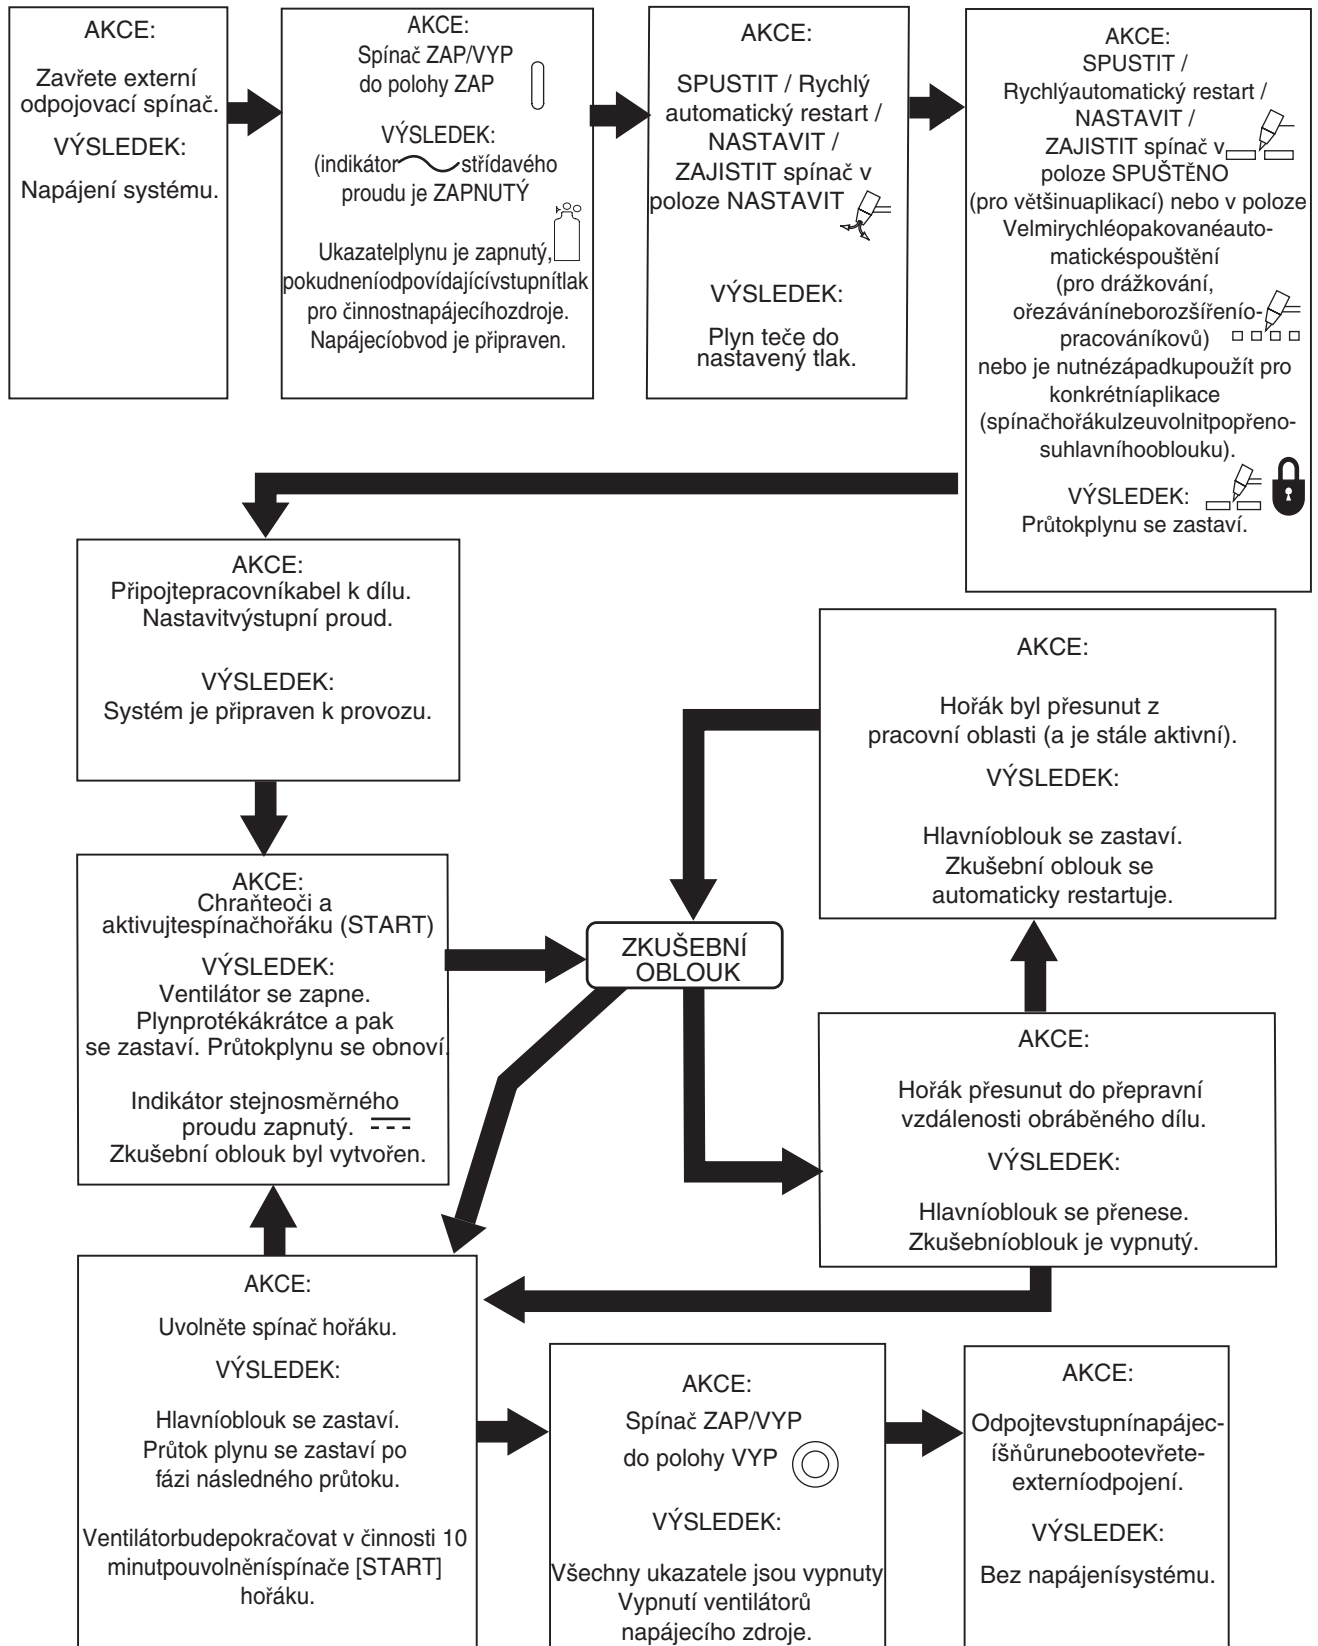 AKCE:
Zavřete externí
odpojovací spínač.
VÝSLEDEK:
Napájení systému.
AKCE:
Spínač ZAP/VYP
do polohy ZAP
VÝSLEDEK:
(indikátor střídavého
proudu je ZAPNUTÝ
Ukazatelplynu je zapnutý,
pokudneníodpovídajícívstupnítlak
pro činnostnapájecíhozdroje.
Napájecíobvod je připraven.
AKCE:
SPUSTIT / Rychlý
automatický restart /
NASTAVIT /
ZAJISTIT spínač v
poloze NASTAVIT
VÝSLEDEK:
Plyn teče do
nastavený tlak.
AKCE:
SPUSTIT /
Rychlýautomatický restart /
NASTAVIT /
ZAJISTIT spínač v
poloze SPUŠTĚNO
(pro většinuaplikací) nebo v poloze
Velmirychléopakovanéauto-
matickéspouštění
(pro drážkování,
ořezáváníneborozšířenío-
pracováníkovů)
nebo je nutnézápadkupoužít pro
konkrétníaplikace
(spínačhořákulzeuvolnitpopřeno-
suhlavníhooblouku).
VÝSLEDEK:
Průtokplynu se zastaví.
AKCE:
Připojtepracovníkabel k dílu.
Nastavitvýstupní proud.
VÝSLEDEK:
Systém je připraven k provozu.
AKCE:
Hořák byl přesunut z
pracovní oblasti (a je stále aktivní).
VÝSLEDEK:
Hlavníoblouk se zastaví.
Zkušební oblouk se
automaticky restartuje.
AKCE:
Chraňteoči a
aktivujtespínačhořáku (START)
VÝSLEDEK:
Ventilátor se zapne.
Plynprotékákrátce a pak
se zastaví. Průtokplynu se obnoví.
Indikátor stejnosměrného
proudu zapnutý.
Zkušební oblouk byl vytvořen.
ZKUŠEBNÍ
OBLOUK
AKCE:
Hořák přesunut do přepravní
vzdálenosti obráběného dílu.
VÝSLEDEK:
Hlavníoblouk se přenese.
Zkušebníoblouk je vypnutý.
AKCE:
Uvolněte spínač hořáku.
VÝSLEDEK:
Hlavníoblouk se zastaví.
Průtok plynu se zastaví po
fázi následného průtoku.
Ventilátorbudepokračovat v činnosti 10
minutpouvolněníspínače [START]
hořáku.
AKCE:
Spínač ZAP/VYP
do polohy VYP
VÝSLEDEK:
Všechny ukazatele jsou vypnuty
Vypnutí ventilátorů
napájecího zdroje.
AKCE:
Odpojtevstupnínapájec-
íšňůrunebootevřete-
externíodpojení.
VÝSLEDEK:
Bez napájenísystému.